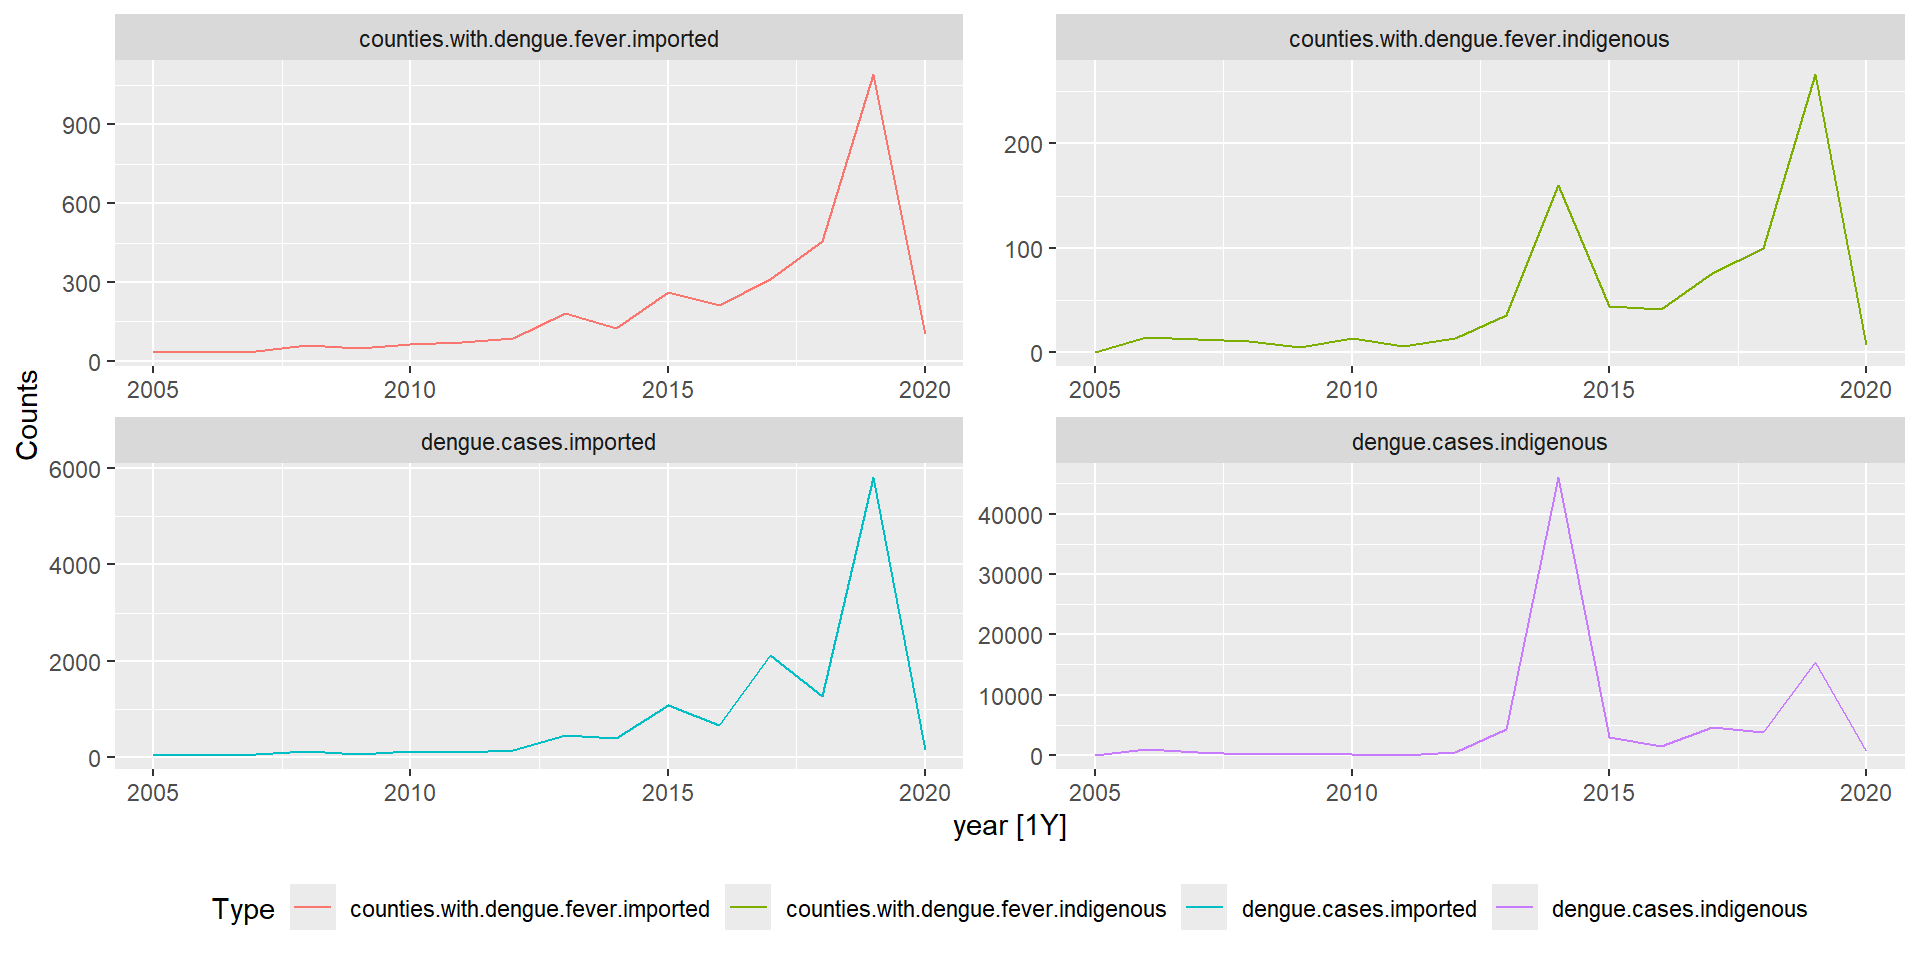 counties.with.dengue.fever.imported
counties.with.dengue.fever.indigenous
900
600
300
0
2005 2010 2015 2020
200
100
0
2005 2010 2015 2020
Counts
dengue.cases.imported
dengue.cases.indigenous
6000
4000
2000
0
2005 2010 2015 2020
40000
30000
20000
10000
0
2005 2010 2015 2020
year [1Y]
Type counties.with.dengue.fever.imported counties.with.dengue.fever.indigenous dengue.cases.imported dengue.cases.indigenous